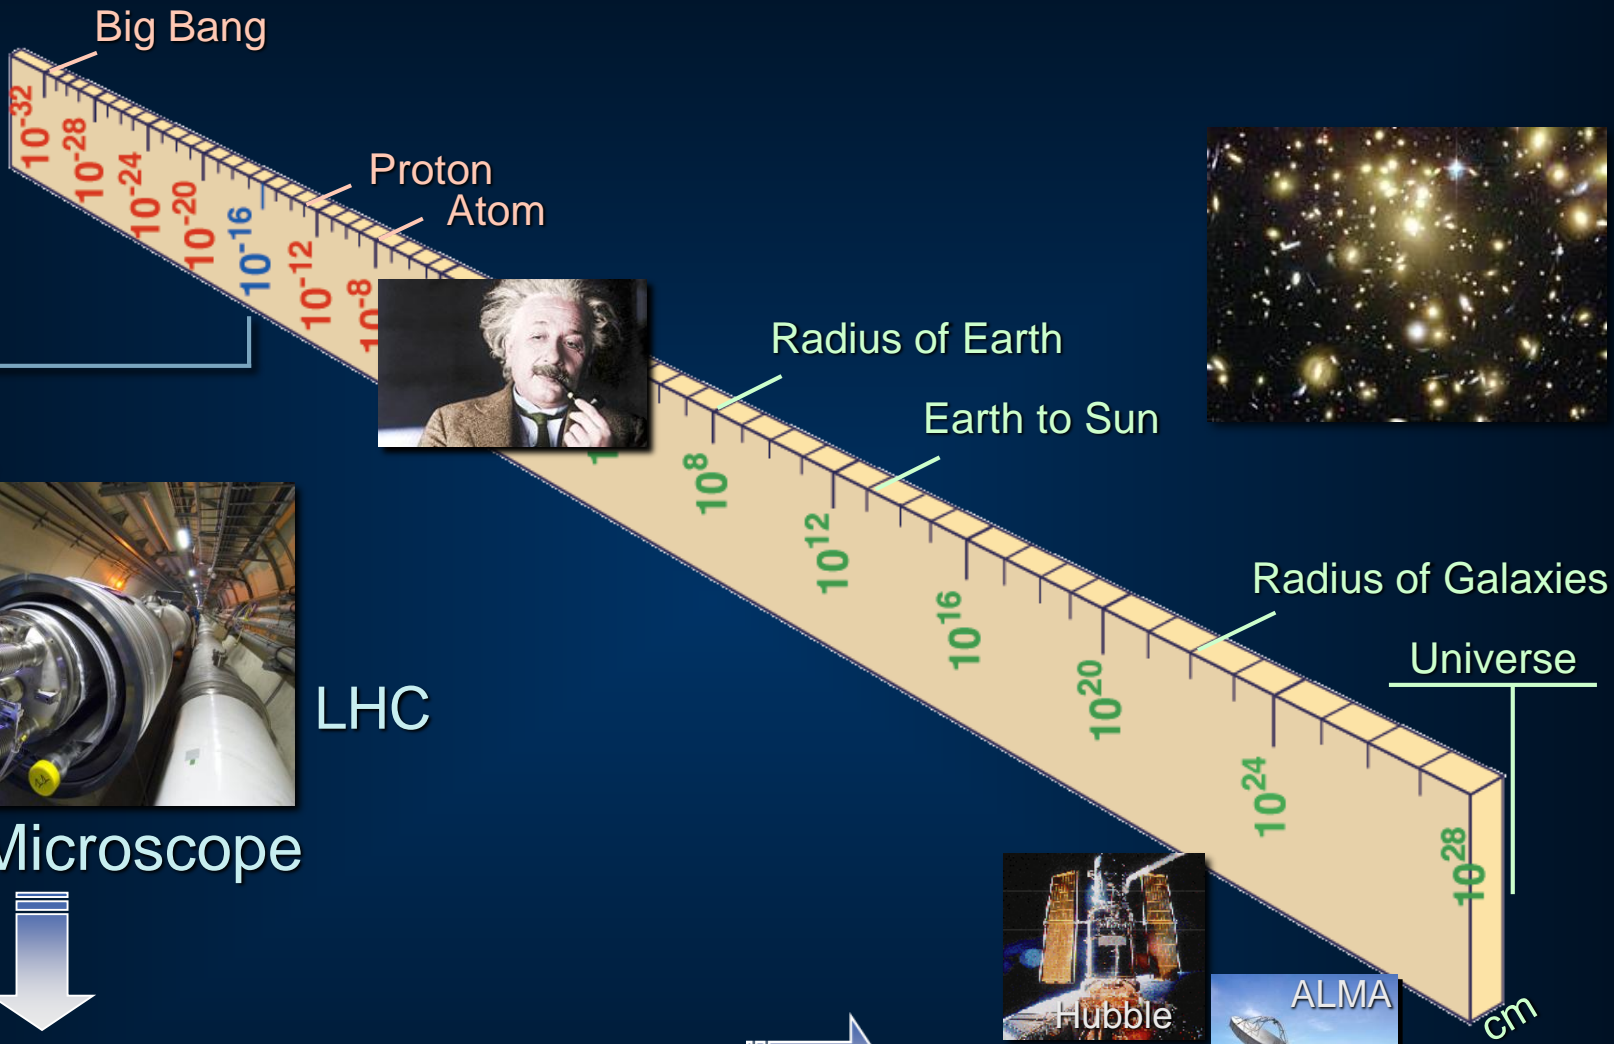 Big Bang
Proton
Atom
10⁻³²
10⁻²⁸
10⁻²⁴
10⁻²⁰
10⁻¹⁶
10⁻¹²
10⁻⁸
Radius of Earth
Earth to Sun
10⁸
10¹²
10¹⁶
10²⁰
10²⁴
10²⁸
Radius of Galaxies
Universe
LHC
Microscope
Hubble
ALMA
cm